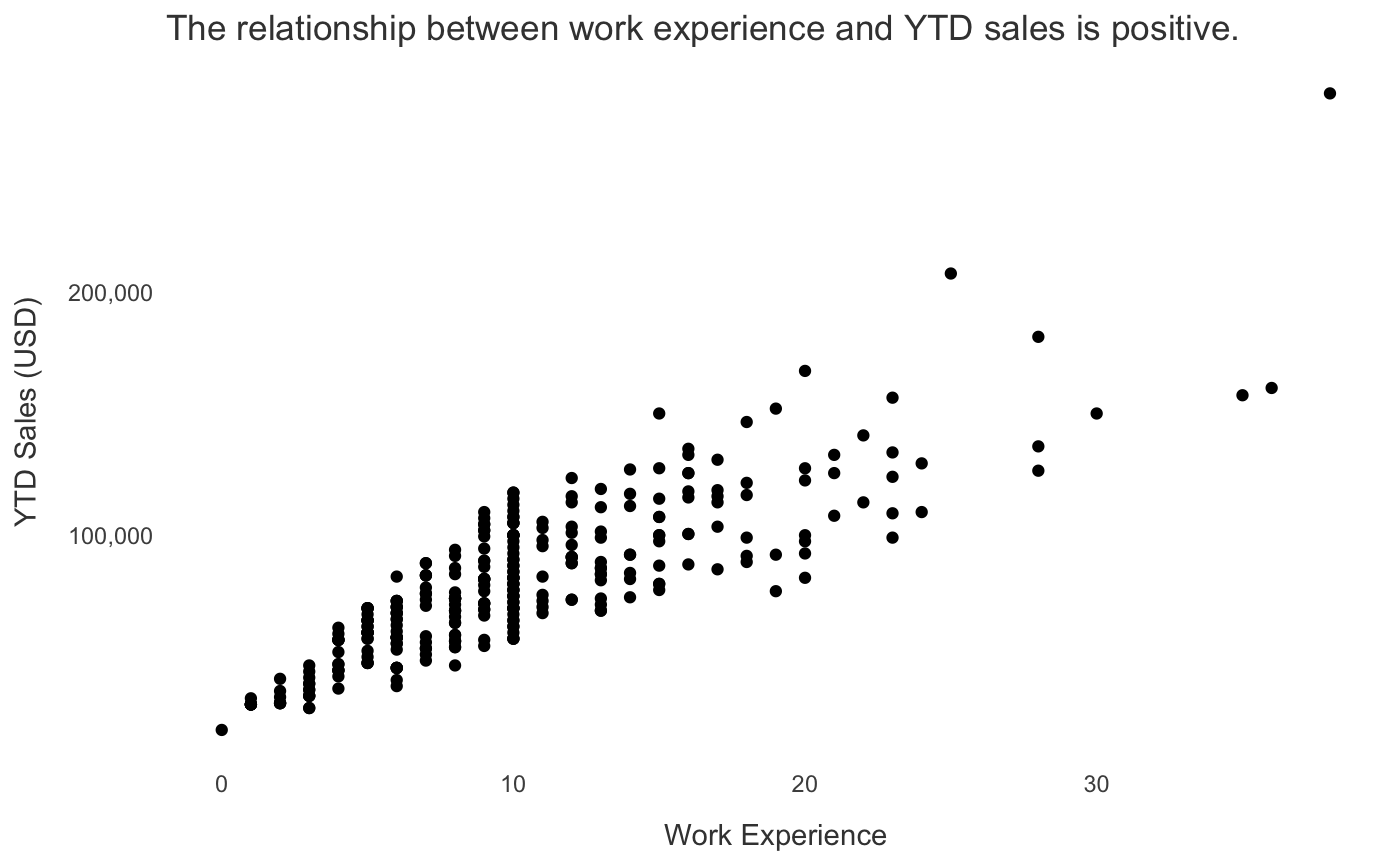 The relationship between work experience and YTD sales is positive.
YTD Sales (USD)
200,000
100,000
0
10
20
30
Work Experience